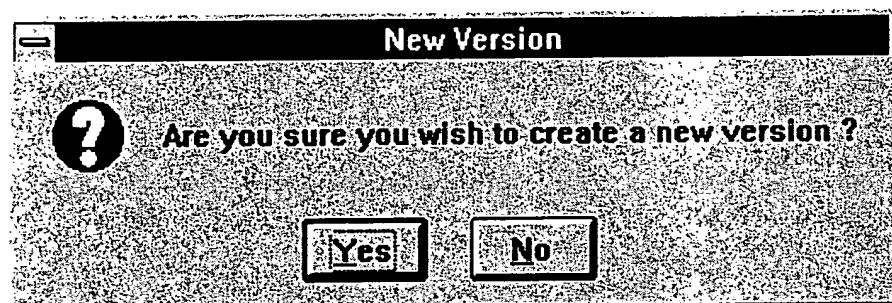 New Version
Are you sure you wish to create a new version ?
Yes
No